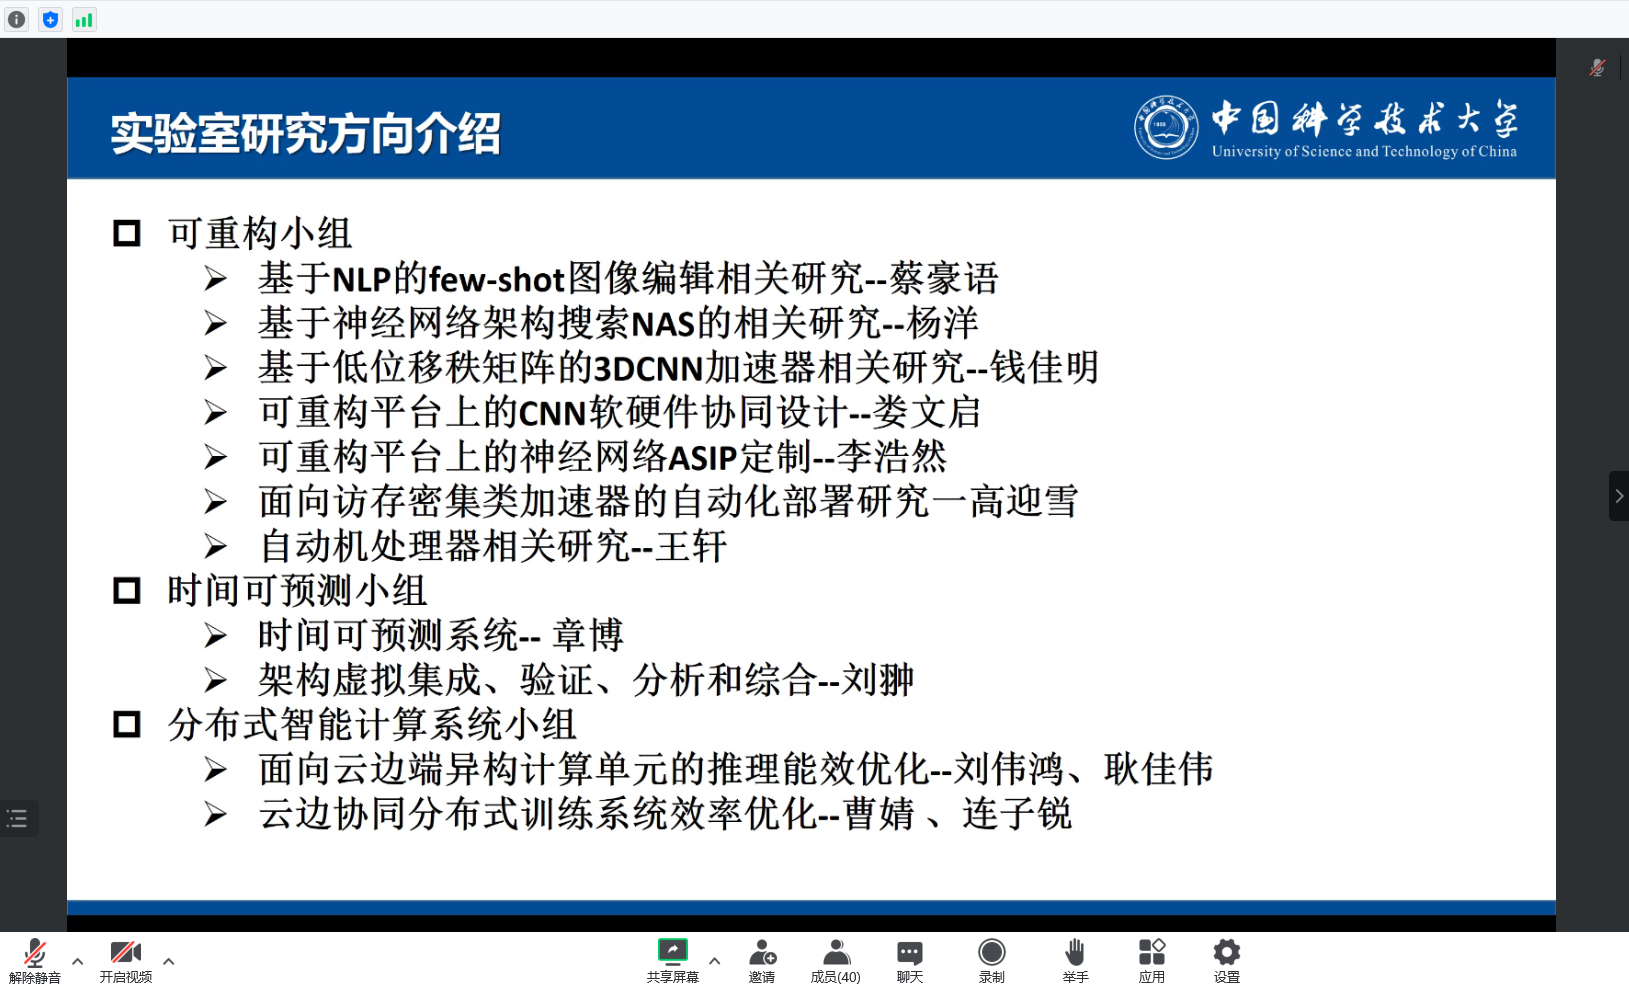 实验室研究方向介绍
中国科学技术大学
University of Science and Technology of China
可重构小组
基于NLP的few-shot图像编辑相关研究--蔡豪语
基于神经网络架构搜索NAS的相关研究--杨洋
基于低位移秩矩阵的3DCNN加速器相关研究--钱佳明
可重构平台上的CNN软硬件协同设计--娄文启
可重构平台上的神经网络ASIP定制--李浩然
面向访存密集类加速器的自动化部署研究一高迎雪
自动机处理器相关研究--王轩
时间可预测小组
时间可预测系统-- 章博
架构虚拟集成、验证、分析和综合--刘翀
分布式智能计算系统小组
面向云边端异构计算单元的推理能效优化--刘伟鸿、耿佳伟
云边协同分布式训练系统效率优化--曹婧 、连子锐
解除静音 开启视频 共享屏幕 邀请 成员(40) 聊天 录制 举手 应用 设置